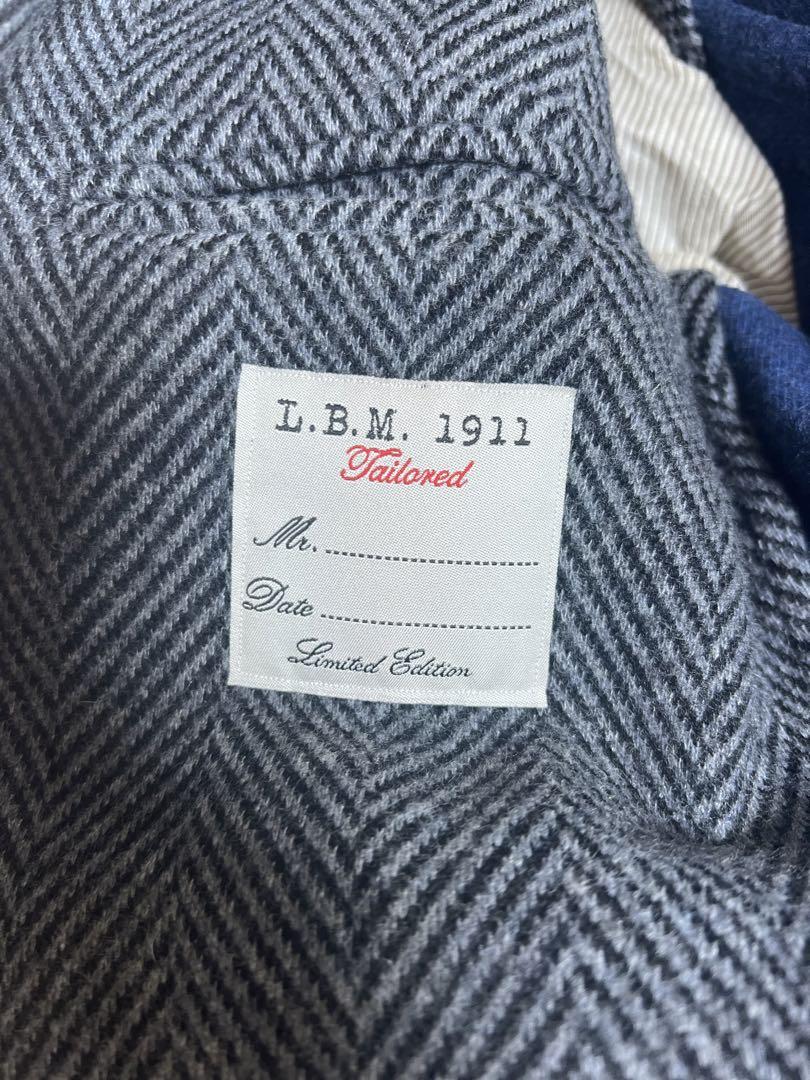 L.B.M. 1911
Tailored
Mr.
Date
Limited Edition